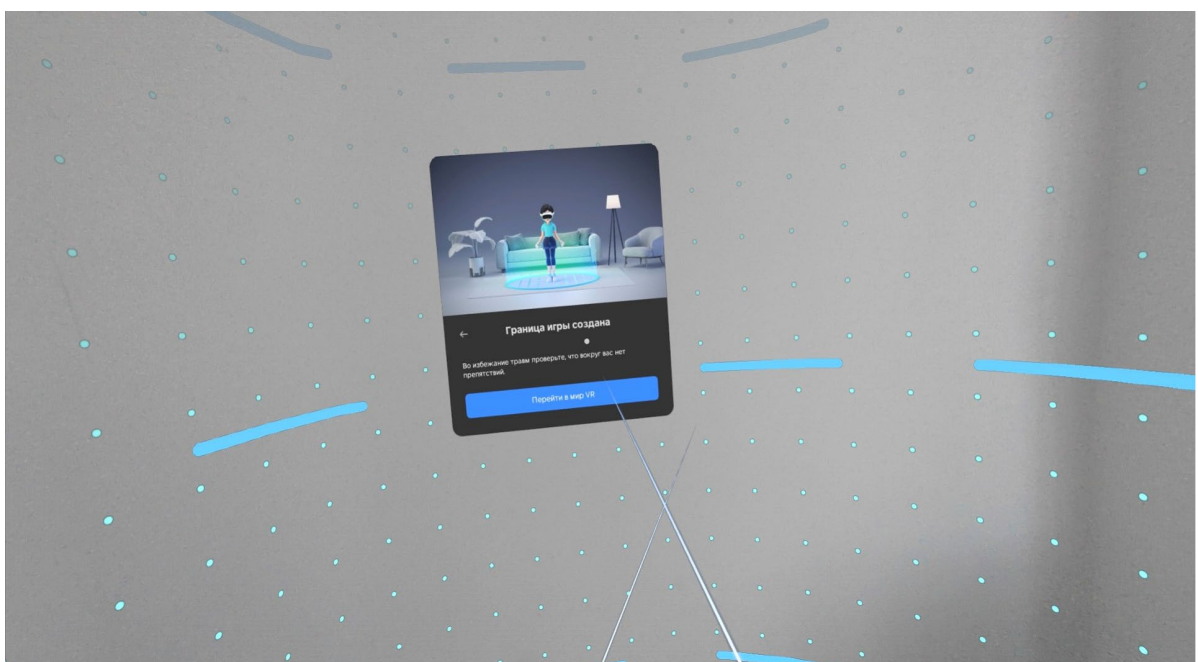 Граница игры создана
Во избежание травм проверьте, что вокруг вас нет
препятствий.
Перейти в мир VR